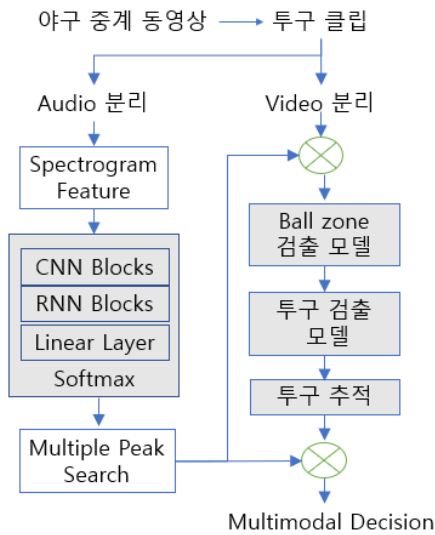 야구 중계 동영상
투구 클립
Audio 분리
Video 분리
Spectrogram
Feature
CNN Blocks
RNN Blocks
Linear Layer
Softmax
Multiple Peak
Search
Ball zone
검출 모델
투구 검출
모델
투구 추적
Multimodal Decision